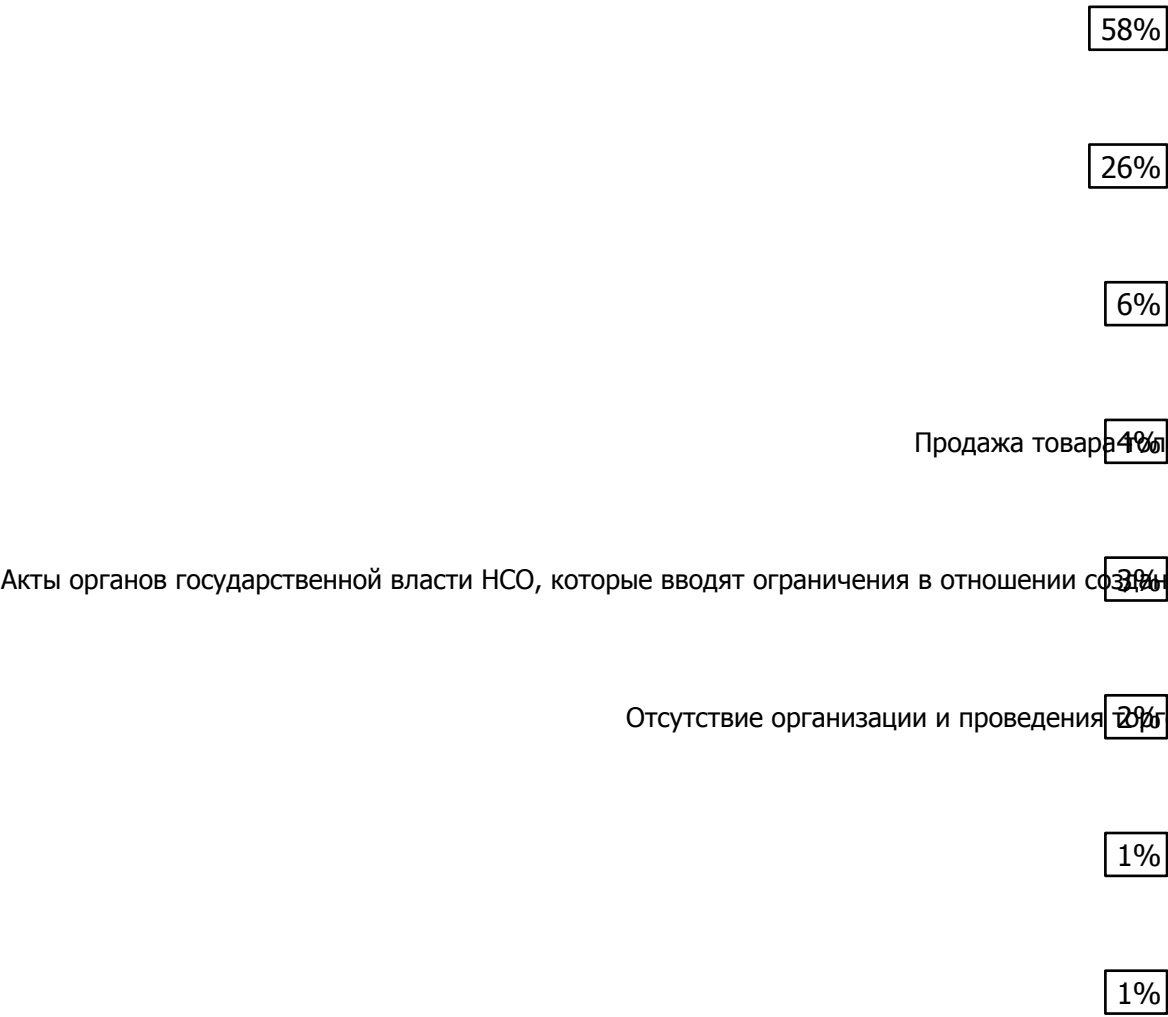 58%
26%
6%
Продажа товара 4%
Акты органов государственной власти НСО, которые вводят ограничения в отношении 3%
Отсутствие организации и проведения 2%
1%
1%